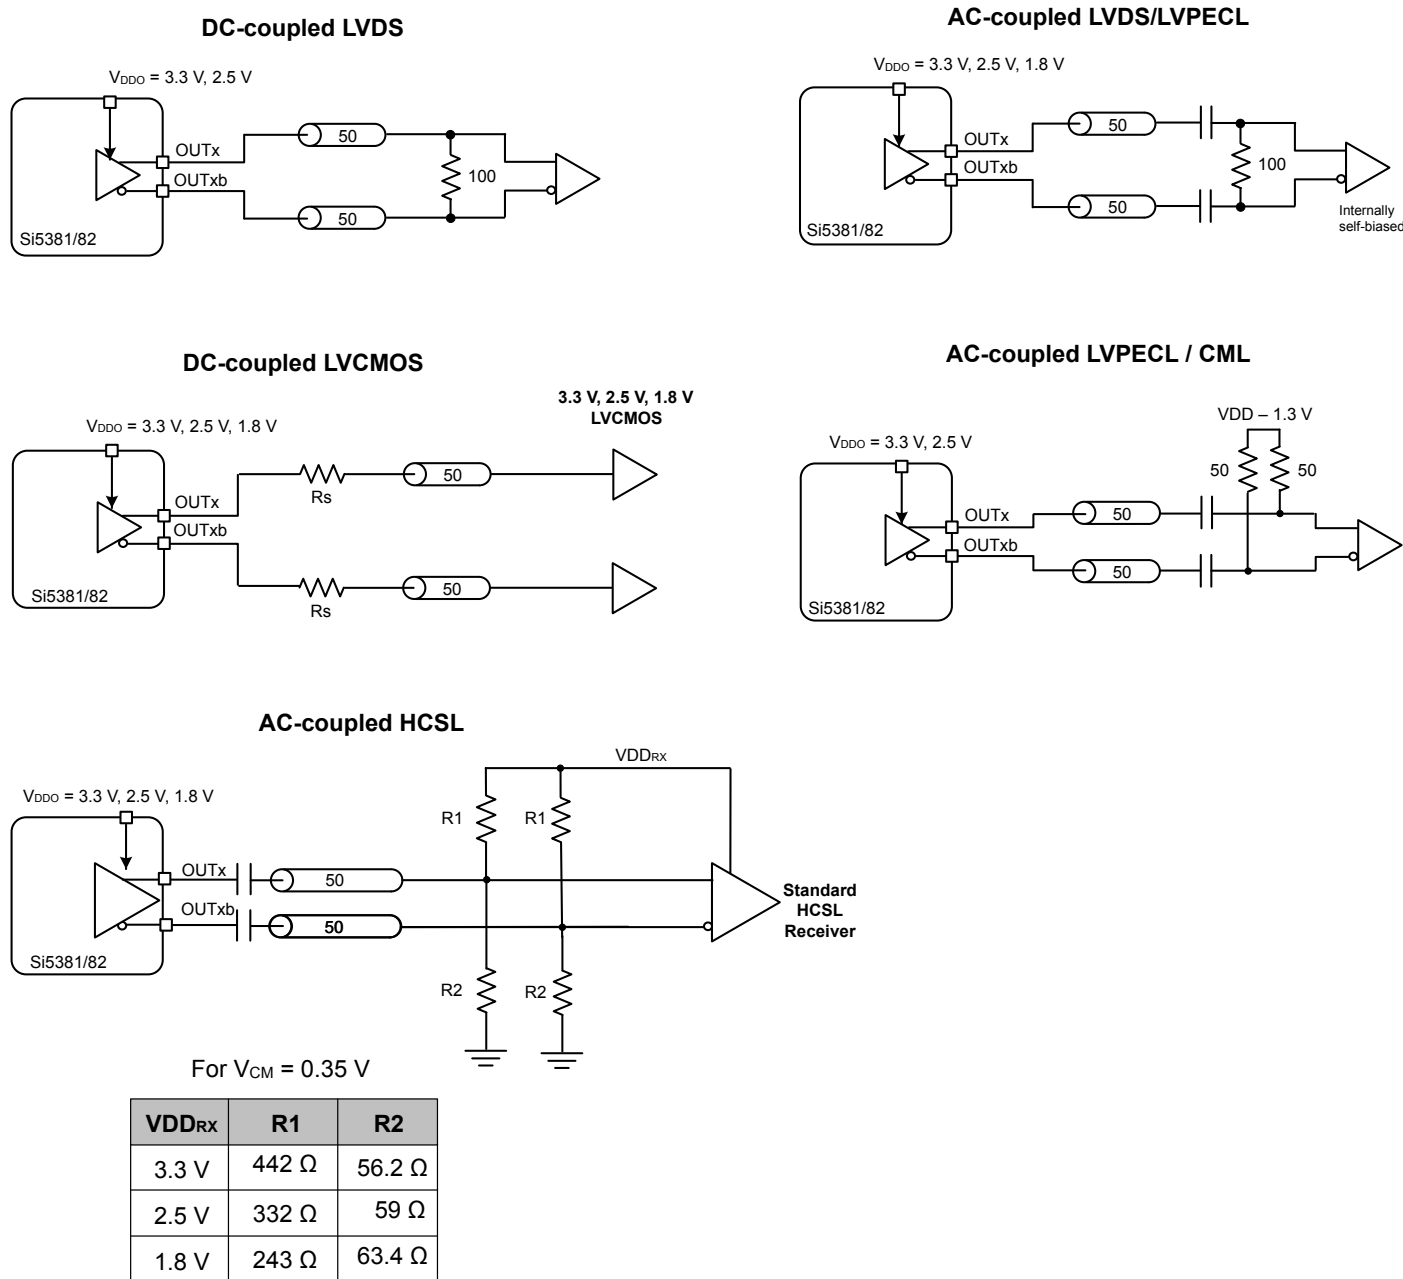 DC-coupled LVDS
VDDO = 3.3 V, 2.5 V
OUTx
OUTxb
50
50
100
Si5381/82
AC-coupled LVDS/LVPECL
VDDO = 3.3 V, 2.5 V, 1.8 V
OUTx
OUTxb
50
50
100
Internally
self-biased
Si5381/82
DC-coupled LVCMOS
3.3 V, 2.5 V, 1.8 V
LVCMOS
VDDO = 3.3 V, 2.5 V, 1.8 V
OUTx
OUTxb
Rs
50
Rs
50
Si5381/82
AC-coupled LVPECL / CML
VDD – 1.3 V
VDDO = 3.3 V, 2.5 V
50
50
OUTx
OUTxb
50
50
Si5381/82
AC-coupled HCSL
VDDRX
VDDO = 3.3 V, 2.5 V, 1.8 V
R1
R1
OUTx
OUTxb
50
50
Standard
HCSL
Receiver
Si5381/82
R2
R2
For VCM = 0.35 V
VDDRX R1 R2
3.3 V 442 Ω 56.2 Ω
2.5 V 332 Ω 59 Ω
1.8 V 243 Ω 63.4 Ω